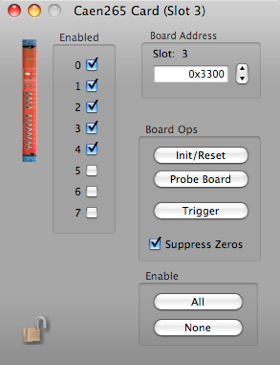 Caen265 Card (Slot 3)
Enabled
0
1
2
3
4
5
6
7
Board Address
Slot: 3
0x3300
Board Ops
Init/Reset
Probe Board
Trigger
Suppress Zeros
Enable
All
None